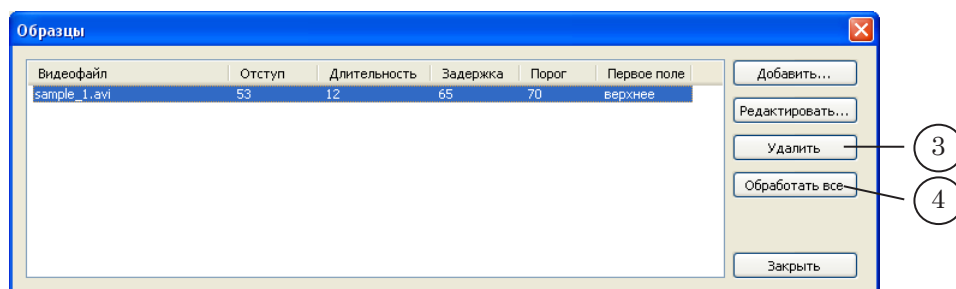 Образцы
Видеофайл Отступ Длительность Задержка Порог Первое поле
sample_1.avi 53 12 65 70 верхнее
Добавить...
Редактировать...
Удалить
3
Обработать все
4
Закрыть